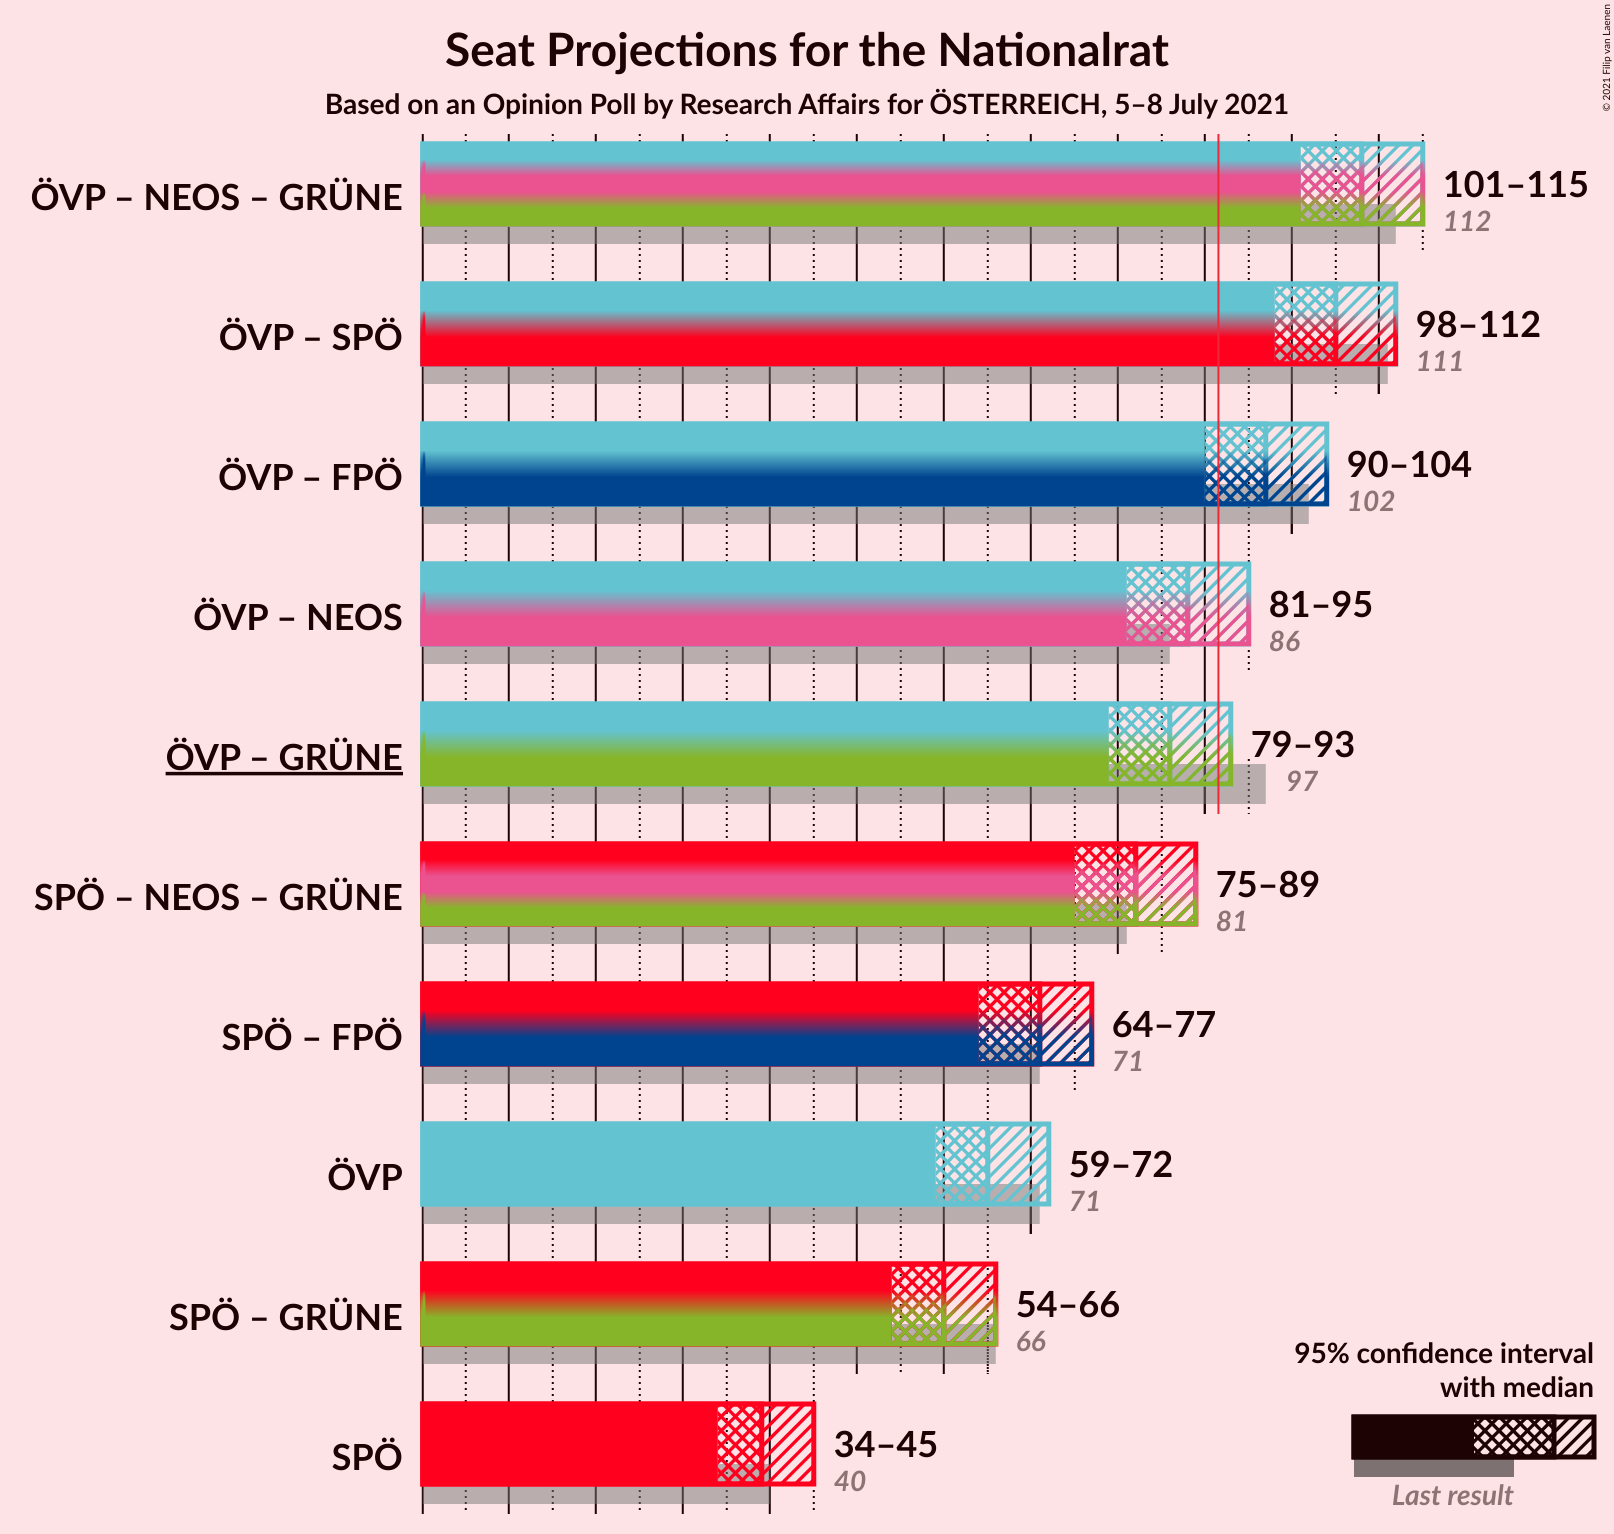 Seat Projections for the Nationalrat
Based on an Opinion Poll by Research Affairs for ÖSTERREICH, 5–8 July 2021
© 2021 Filip van Laenen
ÖVP – NEOS – GRÜNE
101–115
112
ÖVP – SPÖ
98–112
111
ÖVP – FPÖ
90–104
102
ÖVP – NEOS
81–95
86
ÖVP – GRÜNE
79–93
97
SPÖ – NEOS – GRÜNE
75–89
81
SPÖ – FPÖ
64–77
71
ÖVP
59–72
71
SPÖ – GRÜNE
54–66
66
SPÖ
34–45
40
95% confidence interval
with median
Last result